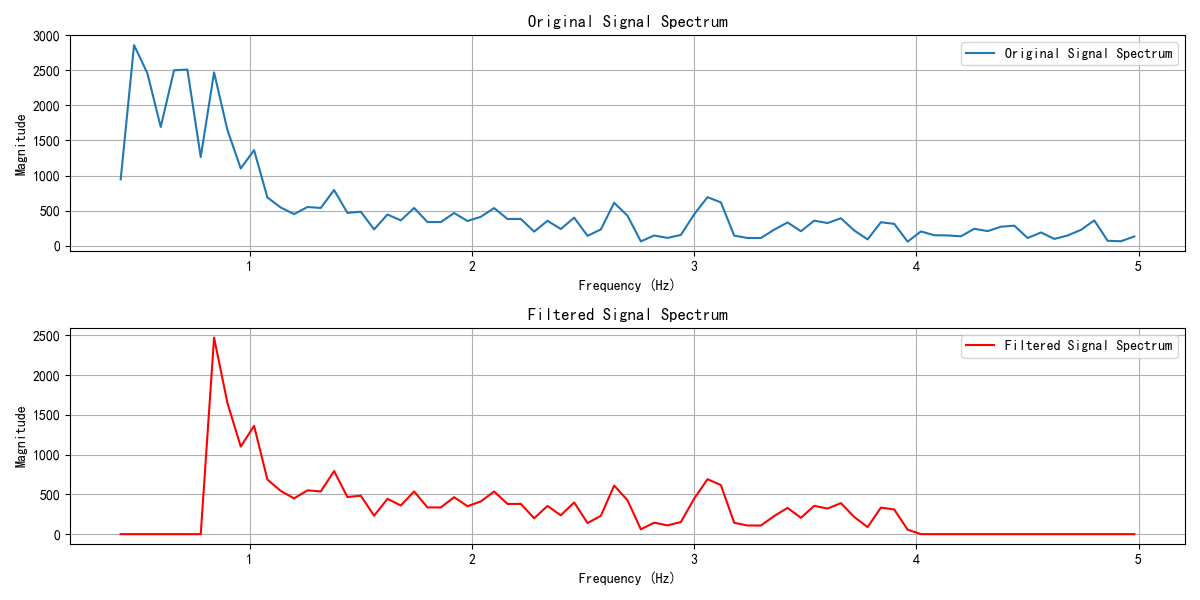 Original Signal Spectrum
3000
2500
2000
1500
1000
500
0
Magnitude
Original Signal Spectrum
1 2 3 4 5
Frequency (Hz)
Filtered Signal Spectrum
2500
2000
1500
1000
500
0
Magnitude
Filtered Signal Spectrum
1 2 3 4 5
Frequency (Hz)